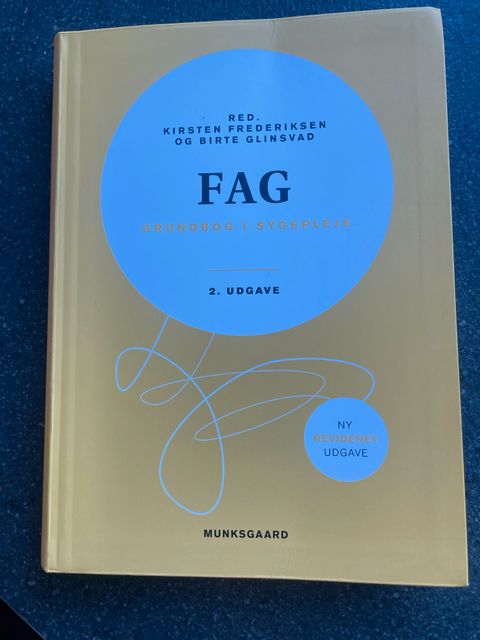 RED.
KIRSTEN FREDERIKSEN
OG BIRTE GLINSVAD
FAG
GRUNDBOG I SYGEPLEJE
2. UDGAVE
NY
REVIDERET
UDGAVE
MUNKSGAARD